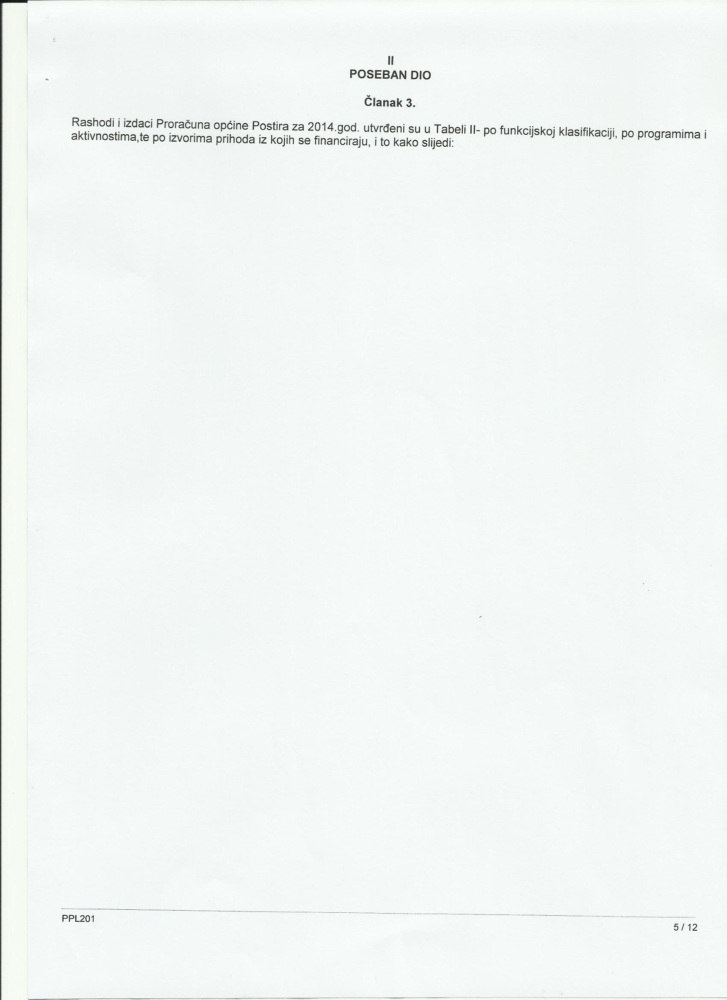 II
POSEBAN DIO
Članak 3.
Rashodi i izdaci Proračuna općine Postira za 2014.god. utvrđeni su u Tabeli II- po funkcijskoj klasifikaciji, po programima i
aktivnostima,te po izvorima prihoda iz kojih se financiraju, i to kako slijedi:
PPL201
5 / 12